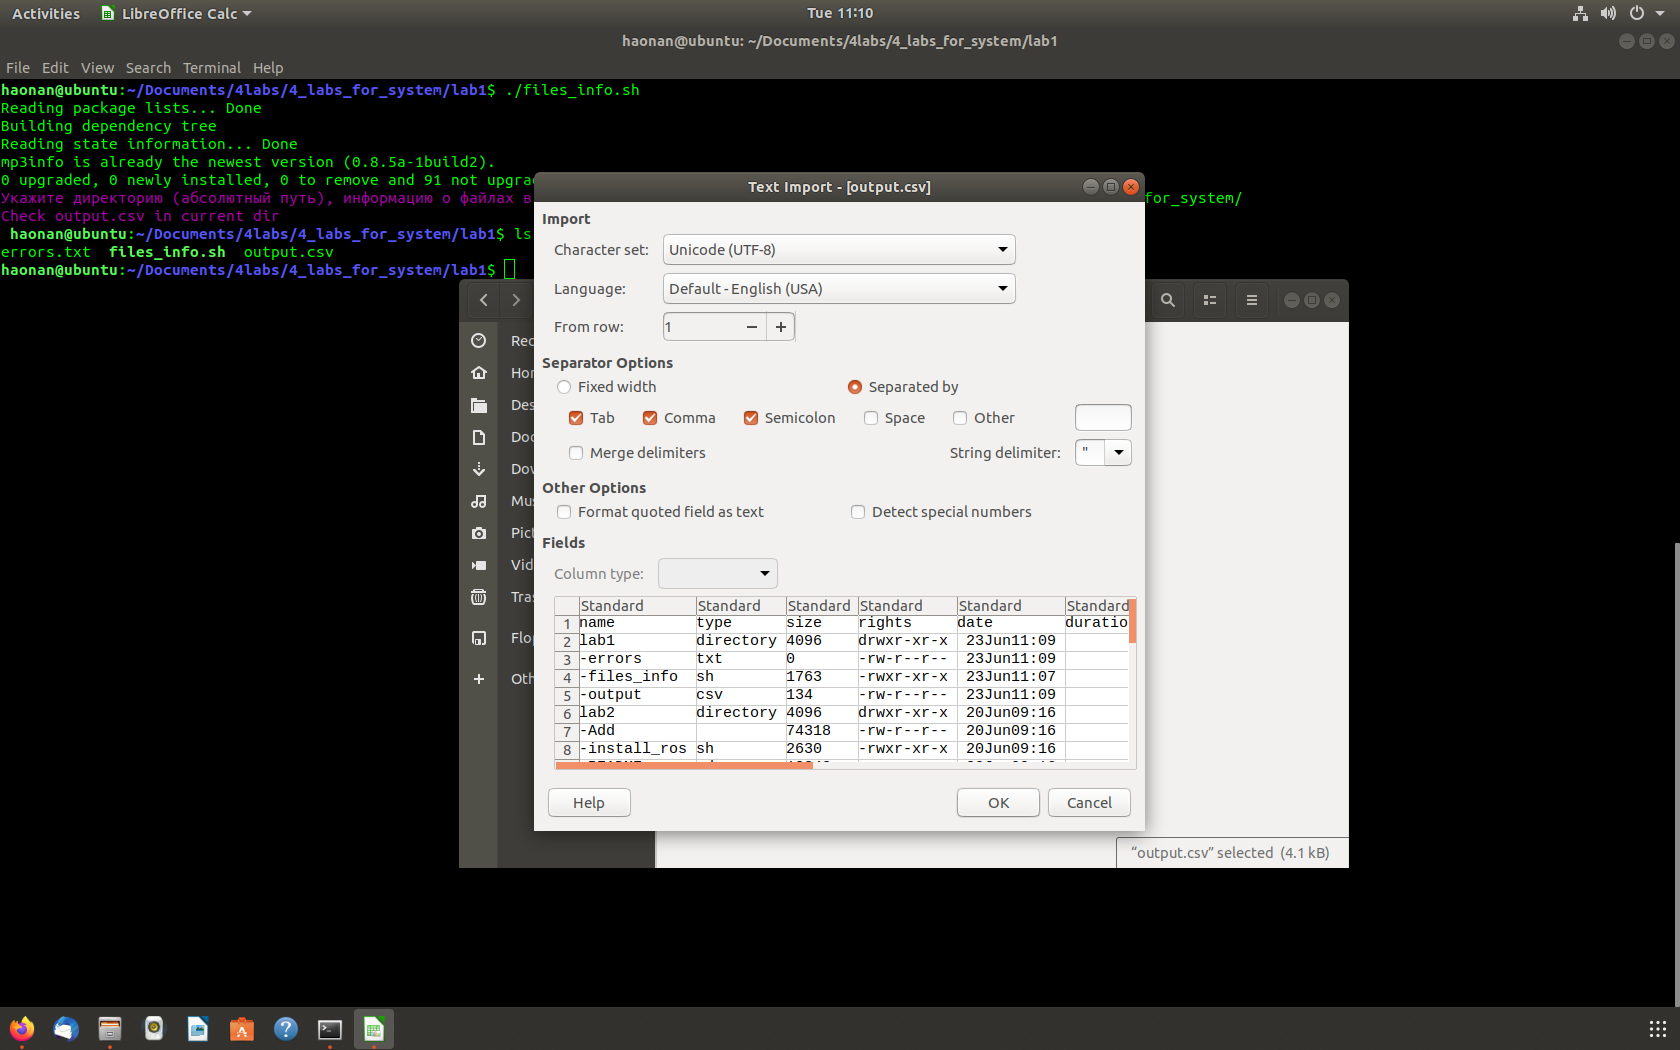 Activities LibreOffice Calc Tue 11:10
haonan@ubuntu: ~/Documents/4labs/4_labs_for_system/lab1
File Edit View Search Terminal Help
haonan@ubuntu:~/Documents/4labs/4_labs_for_system/lab1$ ./files_info.sh
Reading package lists... Done
Building dependency tree
Reading state information... Done
mp3info is already the newest version (0.8.5a-1build2).
0 upgraded, 0 newly installed, 0 to remove and 91 not upgra
Укажите директорию (абсолютный путь), информацию о файлах в for_system/
Check output.csv in current dir
haonan@ubuntu:~/Documents/4labs/4_labs_for_system/lab1$ ls
errors.txt files_info.sh output.csv
haonan@ubuntu:~/Documents/4labs/4_labs_for_system/lab1$
Rec
Hor
Des
Doc
Dov
Mus
Pict
Vid
Tras
Flop
Oth
Text Import - [output.csv]
Import
Character set: Unicode (UTF-8)
Language: Default - English (USA)
From row: 1
Separator Options
Fixed width Separated by
Tab Comma Semicolon Space Other
Merge delimiters String delimiter: "
Other Options
Format quoted field as text Detect special numbers
Fields
Column type:
Standard Standard Standard Standard Standard Standard
1 name type size rights date duratio
2 lab1 directory 4096 drwxr-xr-x 23Jun11:09
3 -errors txt 0 -rw-r--r-- 23Jun11:09
4 -files_info sh 1763 -rwxr-xr-x 23Jun11:07
5 -output csv 134 -rw-r--r-- 23Jun11:09
6 lab2 directory 4096 drwxr-xr-x 20Jun09:16
7 -Add 74318 -rw-r--r-- 20Jun09:16
8 -install_ros sh 2630 -rwxr-xr-x 20Jun09:16
Help OK Cancel
“output.csv” selected (4.1 kB)